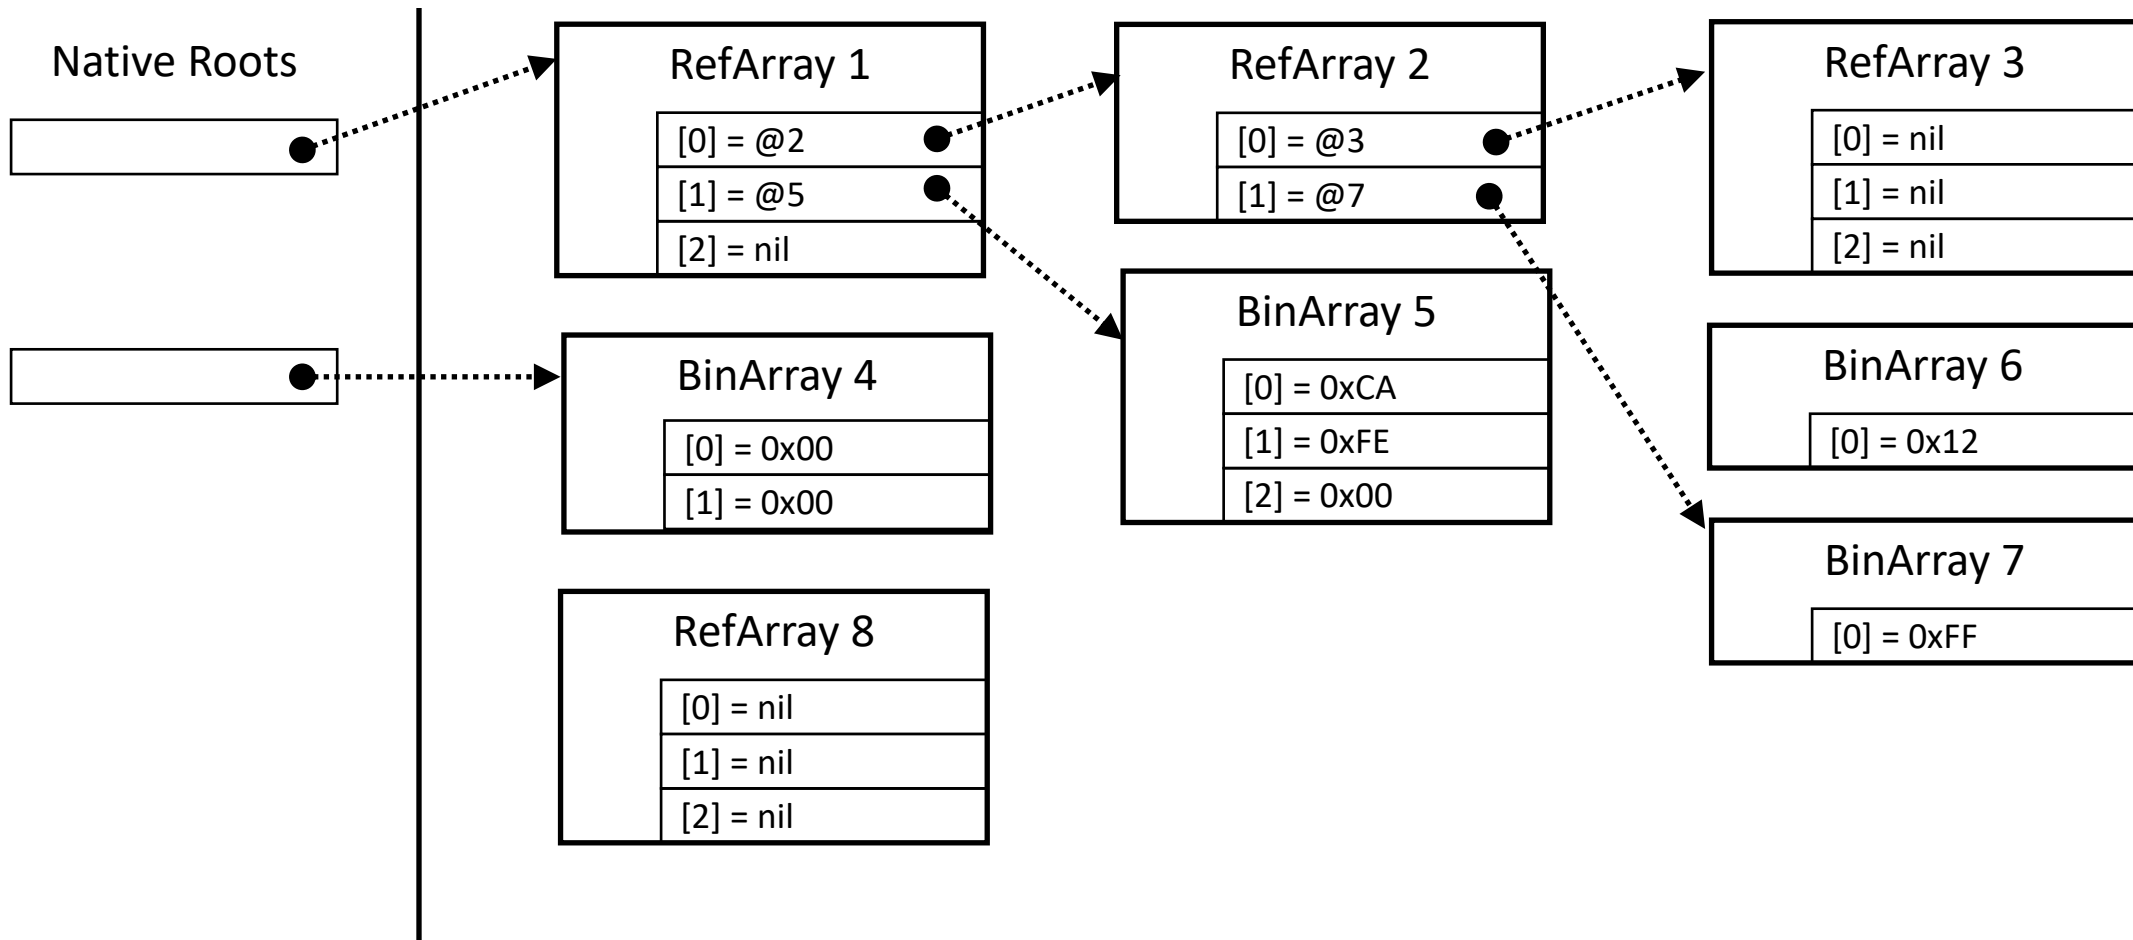 Native Roots
RefArray 1
[0] = @2
[1] = @5
[2] = nil
RefArray 2
[0] = @3
[1] = @7
RefArray 3
[0] = nil
[1] = nil
[2] = nil
BinArray 4
[0] = 0x00
[1] = 0x00
BinArray 5
[0] = 0xCA
[1] = 0xFE
[2] = 0x00
BinArray 6
[0] = 0x12
BinArray 7
[0] = 0xFF
RefArray 8
[0] = nil
[1] = nil
[2] = nil